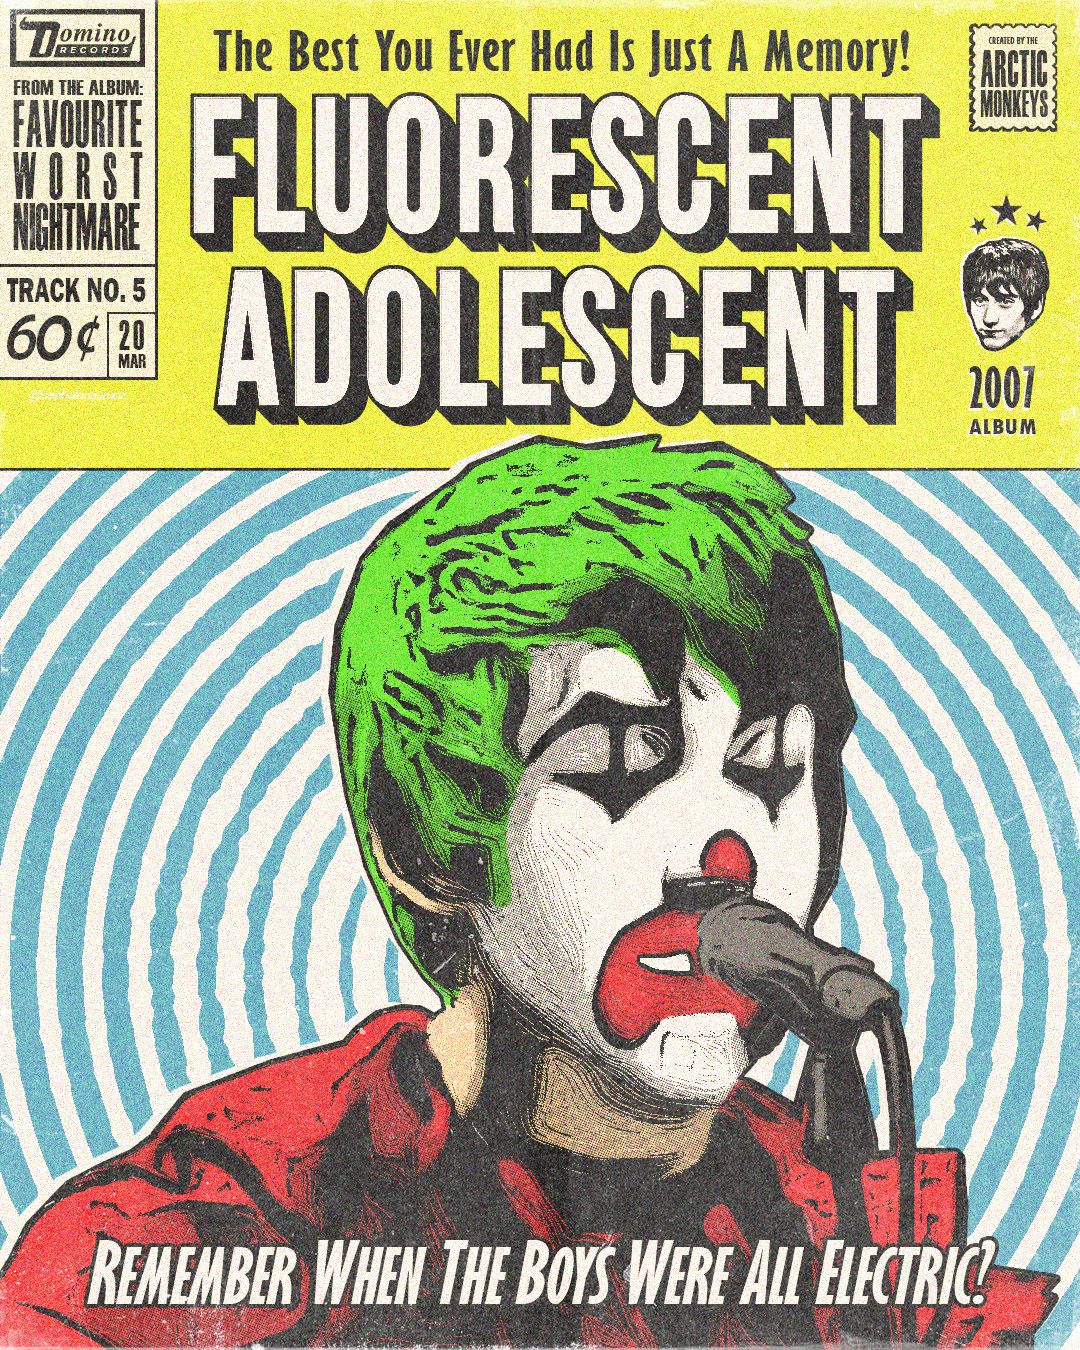 Domino
RECORDS
FROM THE ALBUM:
FAVOURITE
WORST
NIGHTMARE
TRACK NO. 5
60¢
20
MAR
The Best You Ever Had Is Just A Memory!
FLUORESCENT
ADOLESCENT
CREATED BY THE
ARCTIC
MONKEYS
2007
ALBUM
REMEMBER WHEN THE BOYS WERE ALL ELECTRIC?